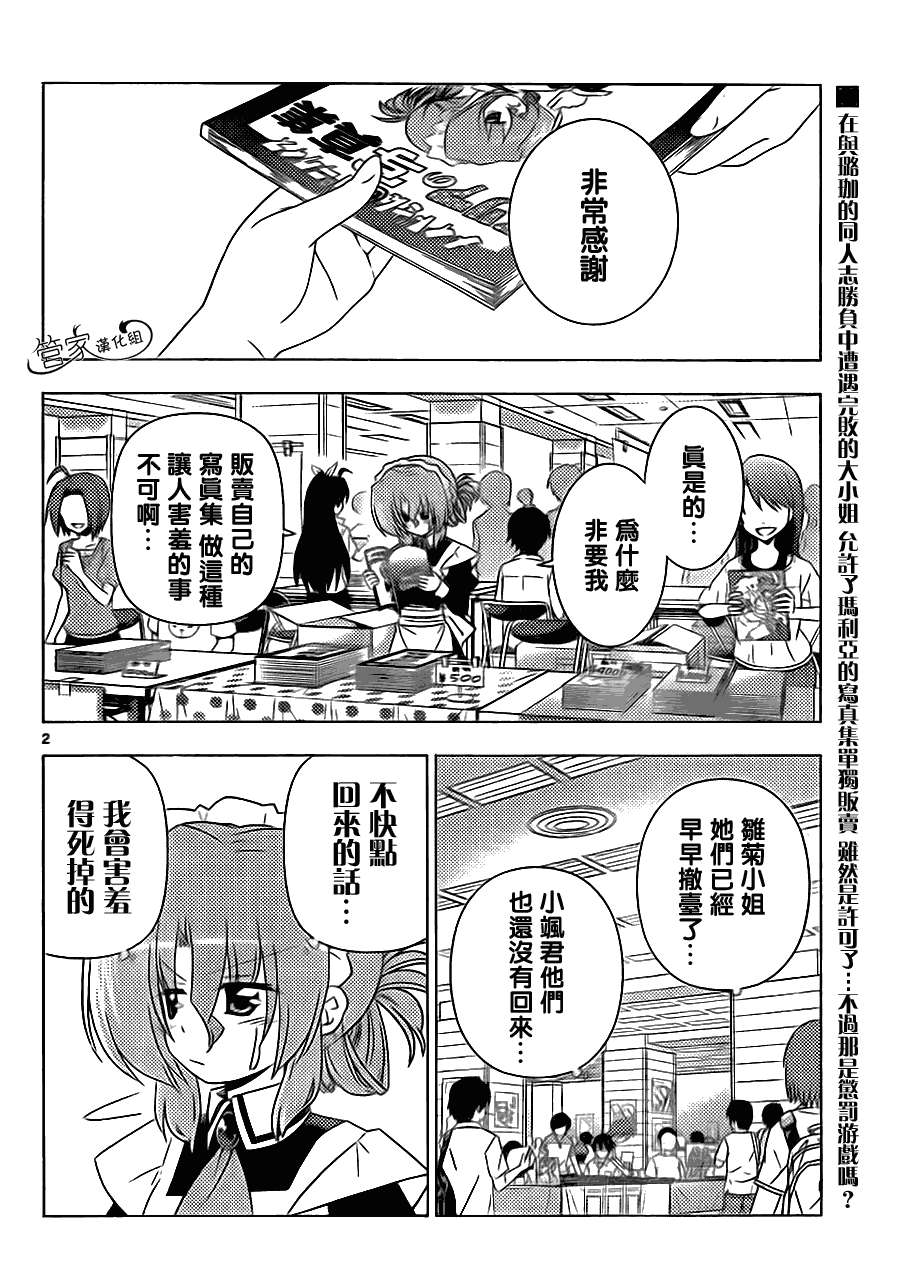 在與璐珈的同人志勝負中遭遇完敗的大小姐 允許了瑪利亞的寫真集單獨販賣 雖然是許可了…不過那是懲罰游戲嗎？
非常感謝
管家漢化組
眞是的…
爲什麼
非要我
販賣自己的
寫眞集 做這種
讓人害羞的事
不可啊…
¥500
400
2
雛菊小姐
她們已經
早早撤臺了…
小颯君他們
也還沒有回來…
不快點
回來的話…
我會害羞
得死掉的